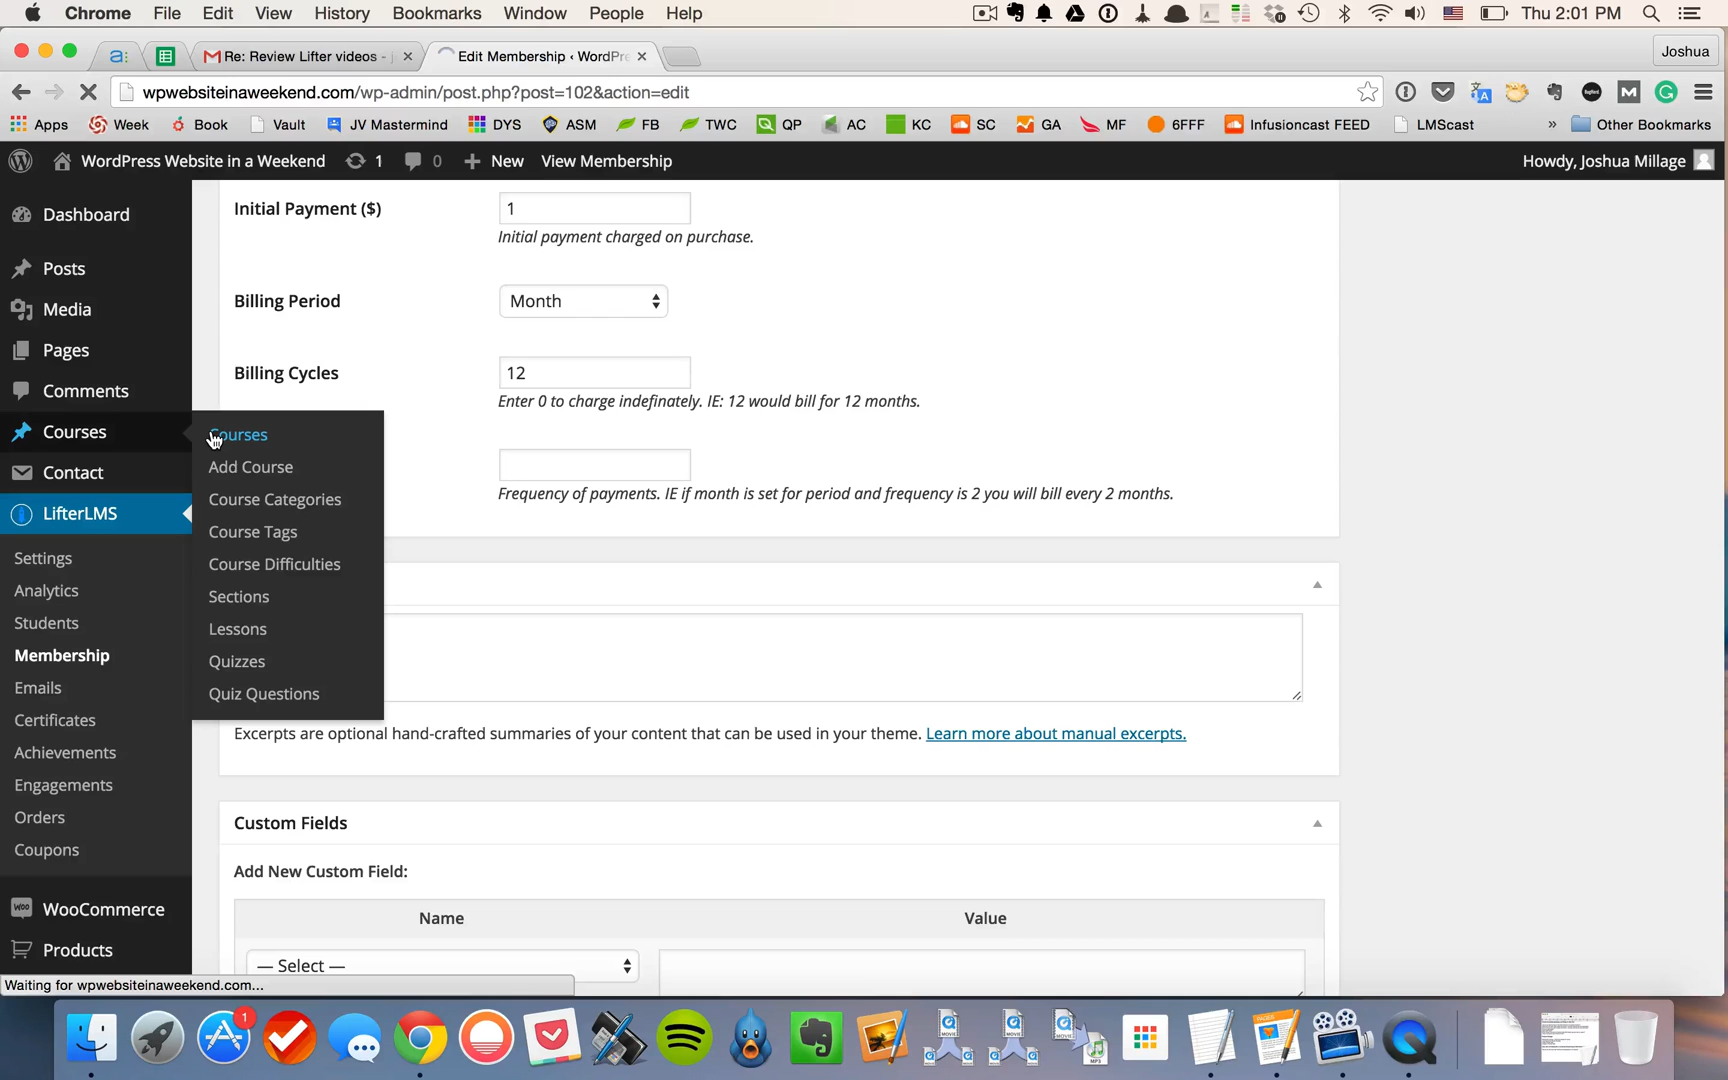 Chrome File Edit View History Bookmarks Window People Help Thu 2:01 PM
a: Re: Review Lifter videos - Edit Membership ‹ WordPre Joshua
wpwebsiteinaweekend.com/wp-admin/post.php?post=102&action=edit
Apps Week Book Vault JV Mastermind DYS ASM FB TWC QP AC KC SC GA MF 6FFF Infusioncast FEED LMScast » Other Bookmarks
WordPress Website in a Weekend 1 0 + New View Membership Howdy, Joshua Millage
Dashboard
Posts
Media
Pages
Comments
Courses
Contact
LifterLMS
Settings
Analytics
Students
Membership
Emails
Certificates
Achievements
Engagements
Orders
Coupons
WooCommerce
Products
Courses
Add Course
Course Categories
Course Tags
Course Difficulties
Sections
Lessons
Quizzes
Quiz Questions
Initial Payment ($) 1
Initial payment charged on purchase.
Billing Period Month
Billing Cycles 12
Enter 0 to charge indefinately. IE: 12 would bill for 12 months.
Frequency of payments. IE if month is set for period and frequency is 2 you will bill every 2 months.
Excerpts are optional hand-crafted summaries of your content that can be used in your theme. Learn more about manual excerpts.
Custom Fields
Add New Custom Field:
Name Value
— Select —
Waiting for wpwebsiteinaweekend.com...
1